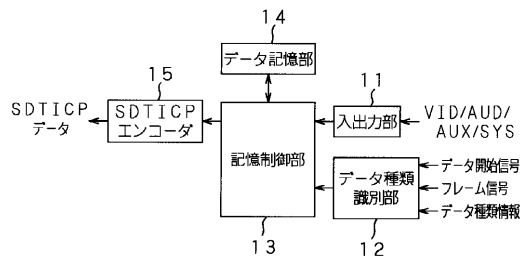 14
データ記憶部
15
SDTICP
エンコーダ
SDTICP
データ
11
入出力部
VID/AUD/
AUX/SYS
記憶制御部
13
データ種類
識別部
12
データ開始信号
フレーム信号
データ種類情報